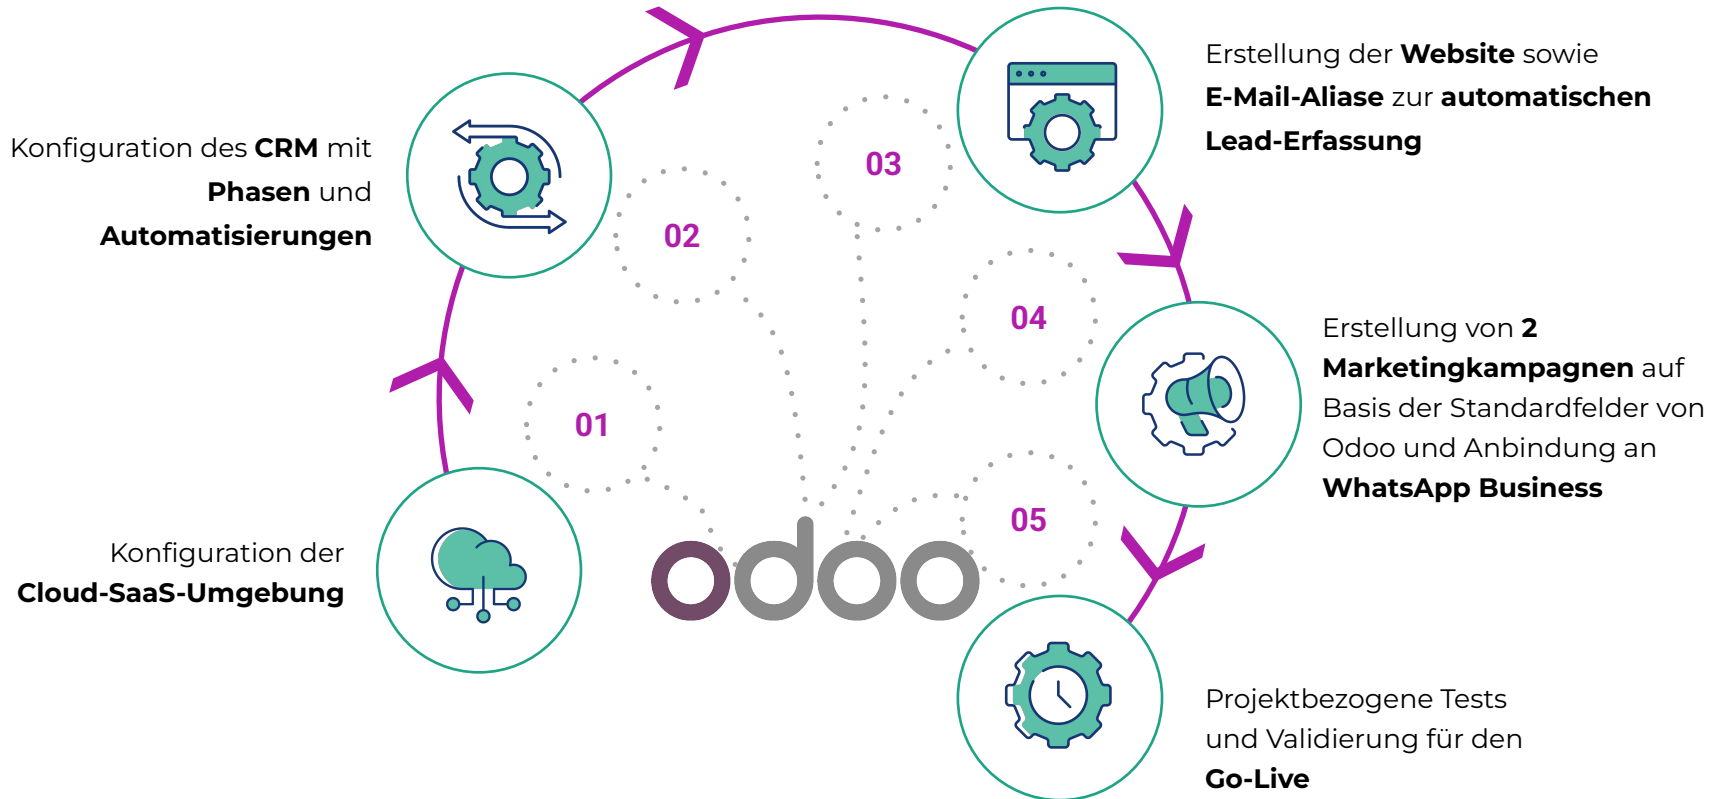 Konfiguration der
Cloud-SaaS-Umgebung
01
Konfiguration des CRM mit
Phasen und
Automatisierungen
02
Erstellung der Website sowie
E-Mail-Aliase zur automatischen
Lead-Erfassung
03
Erstellung von 2
Marketingkampagnen auf
Basis der Standardfelder von
Odoo und Anbindung an
WhatsApp Business
04
Projektbezogene Tests
und Validierung für den
Go-Live
05
odoo